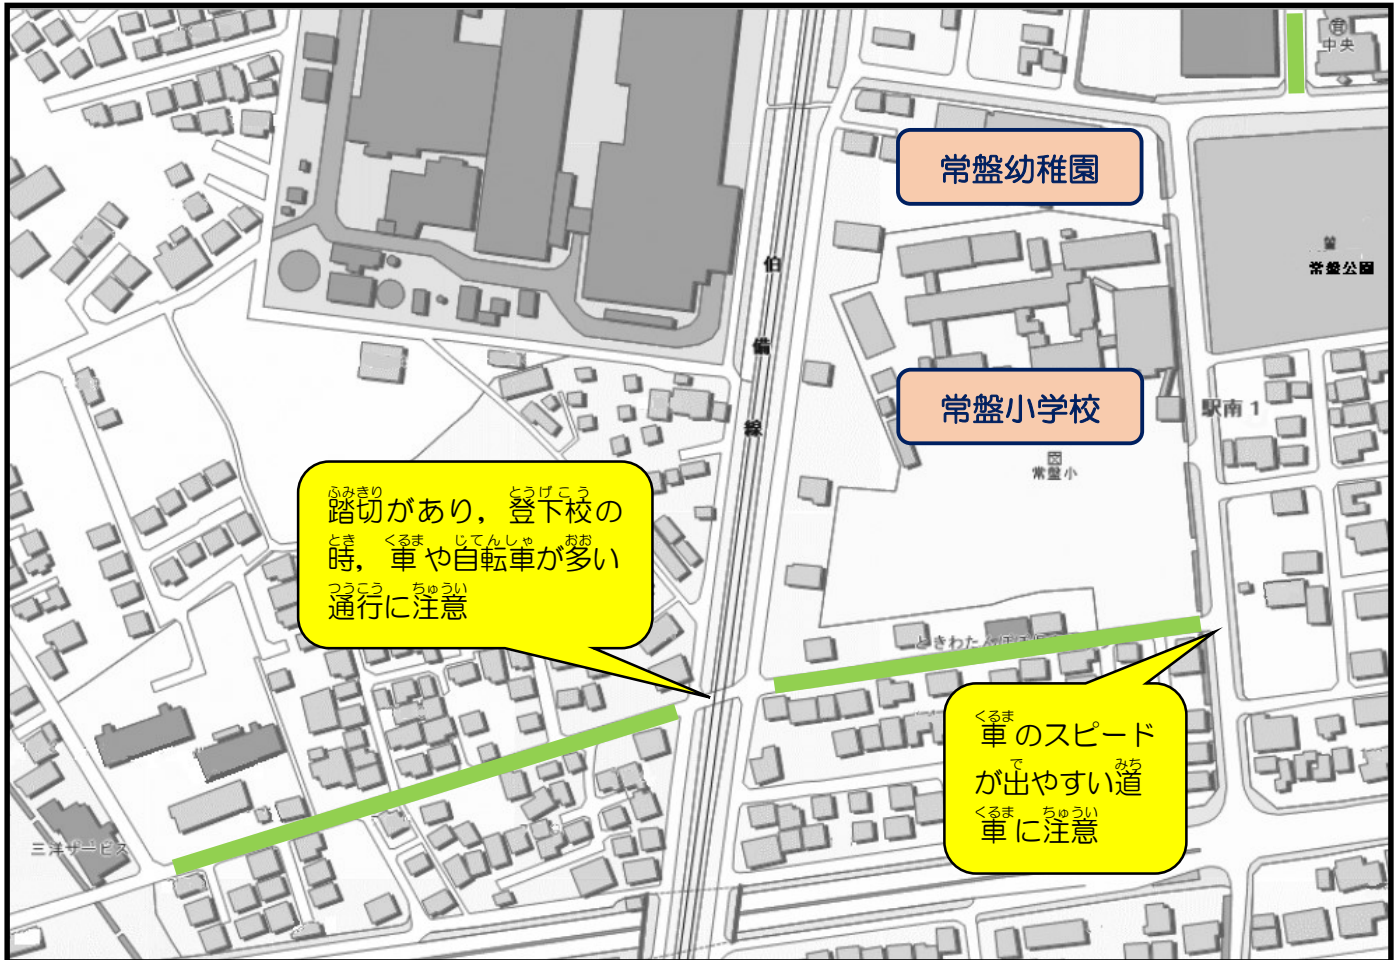 中央
常盤幼稚園
伯備線
常盤公園
常盤小学校
駅南1
常盤小
ふみきり とうげこう
踏切があり，登下校の
とき くるま じてんしゃ おお
時，車や自転車が多い
つうこう ちゅうい
通行に注意
ときわた
くるま
車のスピード
で みち
が出やすい道
くるま ちゅうい
車に注意
三洋サービス